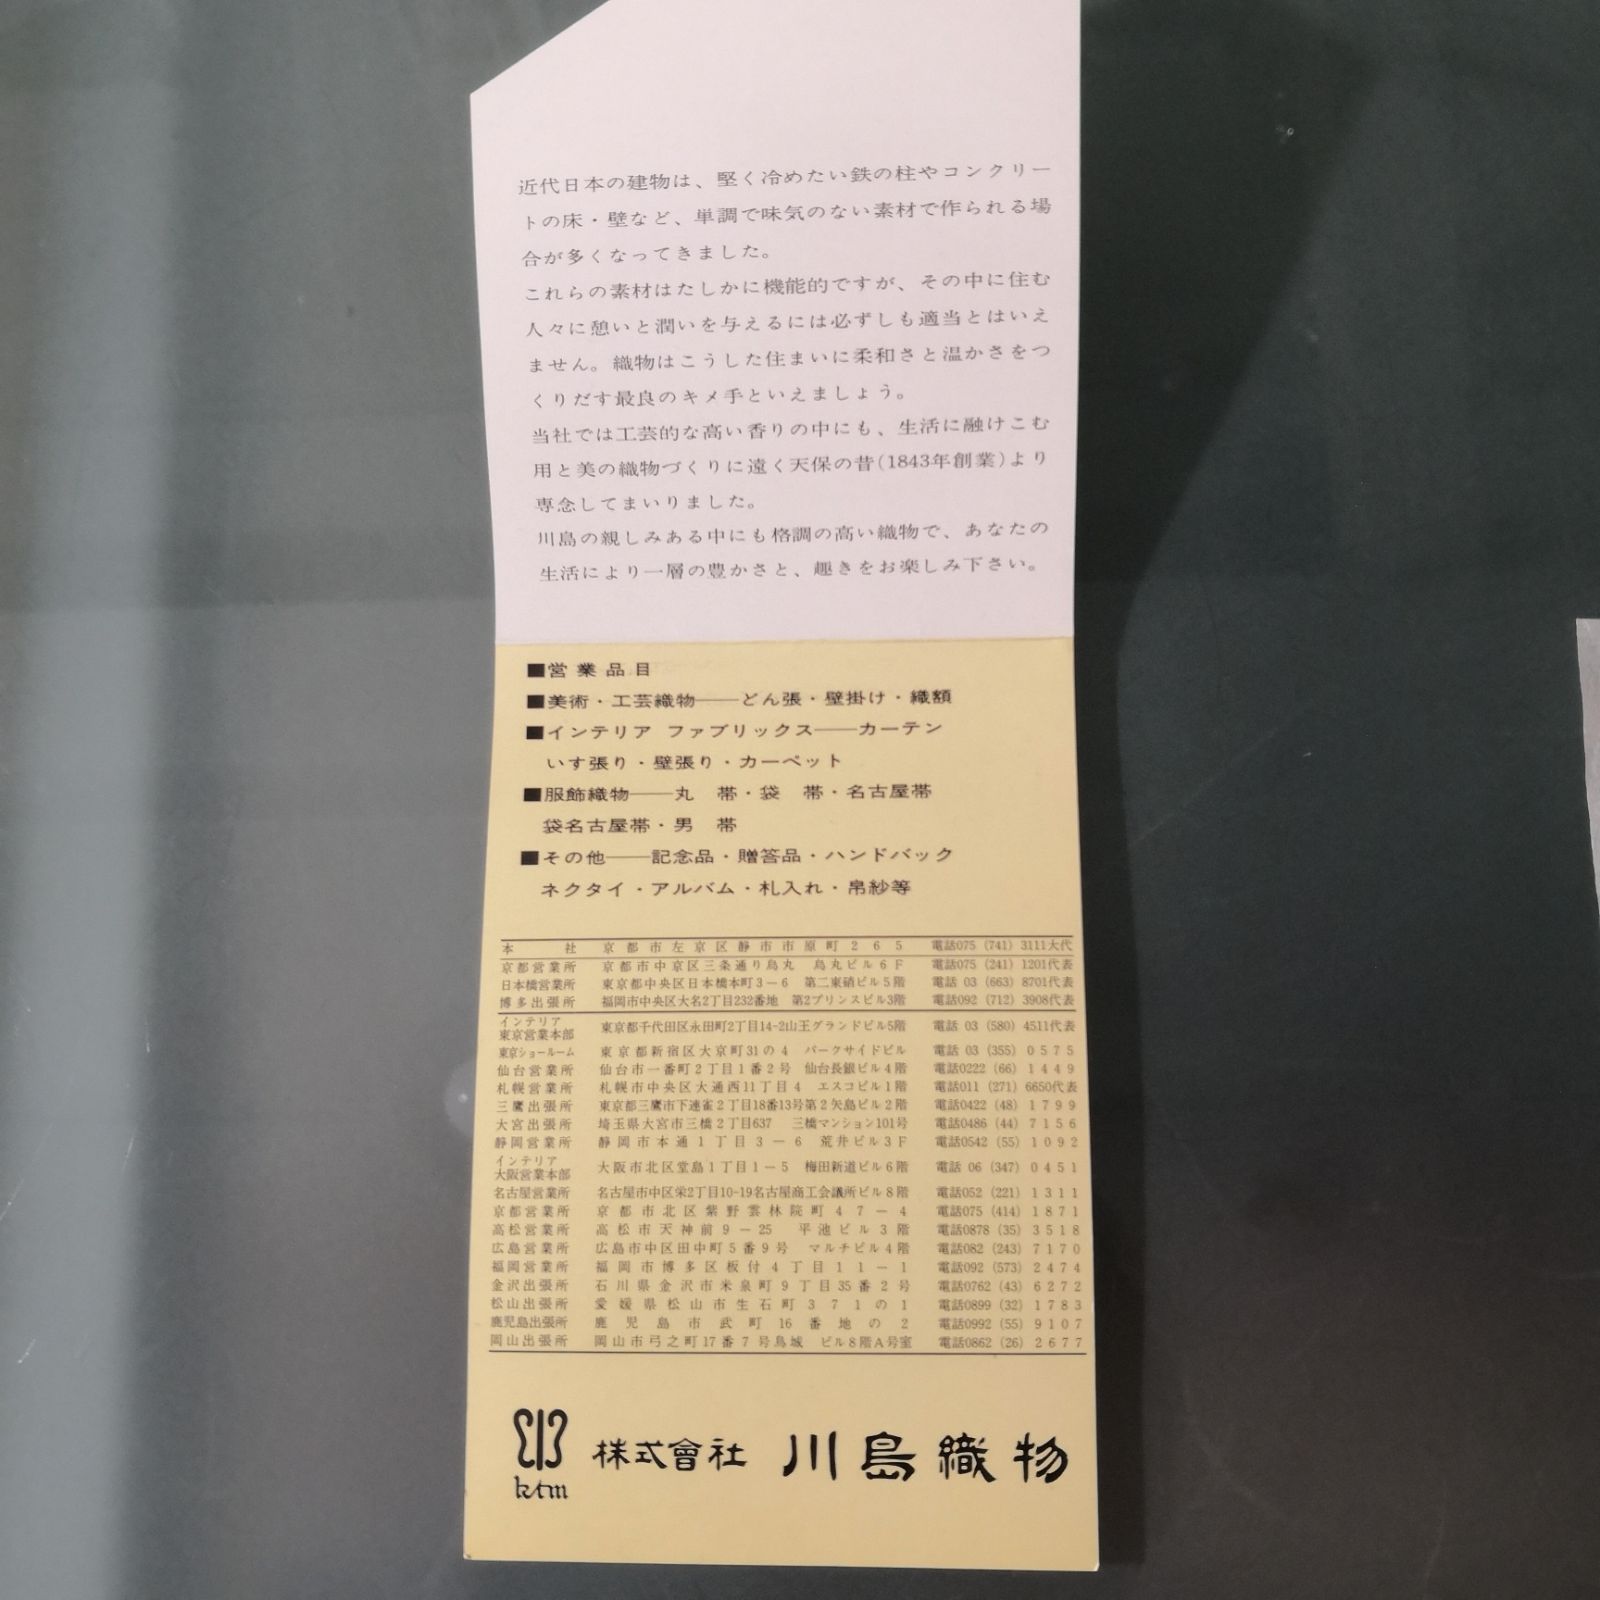 近代日本の建物は、堅く冷めたい鉄の柱やコンクリー
トの床・壁など、単調で味気のない素材で作られる場
合が多くなってきました。
これらの素材はたしかに機能的ですが、その中に住む
人々に憩いと潤いを与えるには必ずしも適当とはいえ
ません。織物はこうした住まいに柔和さと温かさをつ
くりだす最良のキメ手といえましょう。
当社では工芸的な高い香りの中にも、生活に融けこむ
用と美の織物づくりに遠く天保の昔(1843年創業)より
専念してまいりました。
川島の親しみある中にも格調の高い織物で、あなたの
生活により一層の豊かさと、趣きをお楽しみ下さい。
■営業品目
■美術・工芸織物――どん張・壁掛け・織額
■インテリア ファブリックス――カーテン
いす張り・壁張り・カーペット
■服飾織物――丸 帯・袋 帯・名古屋帯
袋名古屋帯・男 帯
■その他――記念品・贈答品・ハンドバック
ネクタイ・アルバム・札入れ・帛紗等
本社 京都市左京区静市市原町265 電話075 (741) 3111大代
京都営業所 京都市中京区三条通り烏丸 烏丸ビル6F 電話075 (241) 1201代表
日本橋営業所 東京都中央区日本橋本町3-6 第二東硝ビル5階 電話 03 (663) 8701代表
博多出張所 福岡市中央区大名2丁目232番地 第2プリンスビル3階 電話092 (712) 3908代表
インテリア東京営業本部 東京都千代田区永田町2丁目14-2山王グランドビル5階 電話 03 (580) 4511代表
東京ショールーム 東京都新宿区大京町31の4 パークサイドビル 電話 03 (355) 0575
仙台営業所 仙台市一番町2丁目1番2号 仙台長銀ビル4階 電話0222 (66) 1449
札幌営業所 札幌市中央区大通西11丁目4 エスコビル1階 電話011 (271) 6650代表
三鷹出張所 東京都三鷹市下連雀2丁目18番13号第2矢島ビル2階 電話0422 (48) 1799
大宮出張所 埼玉県大宮市三橋2丁目637 三橋マンション101号 電話0486 (44) 7156
静岡営業所 静岡市本通1丁目3-6 荒井ビル3F 電話0542 (55) 1092
インテリア大阪営業本部 大阪市北区堂島1丁目1-5 梅田新道ビル6階 電話 06 (347) 0451
名古屋営業所 名古屋市中区栄2丁目10-19名古屋商工会議所ビル8階 電話052 (221) 1311
京都営業所 京都市北区紫野雲林院町47-4 電話075 (414) 1871
高松営業所 高松市天神前9-25 平池ビル3階 電話0878 (35) 3518
広島営業所 広島市中区田中町5番9号 マルチビル4階 電話082 (243) 7170
福岡営業所 福岡市博多区板付4丁目11-1 電話092 (573) 2474
金沢出張所 石川県金沢市米泉町9丁目35番2号 電話0762 (43) 6272
松山出張所 愛媛県松山市生石町371の1 電話0899 (32) 1783
鹿児島出張所 鹿児島市武町16番地の2 電話0992 (55) 9107
岡山出張所 岡山市弓之町17番7号烏城 ビル8階A号室 電話0862 (26) 2677
株式會社 川島織物
ktm